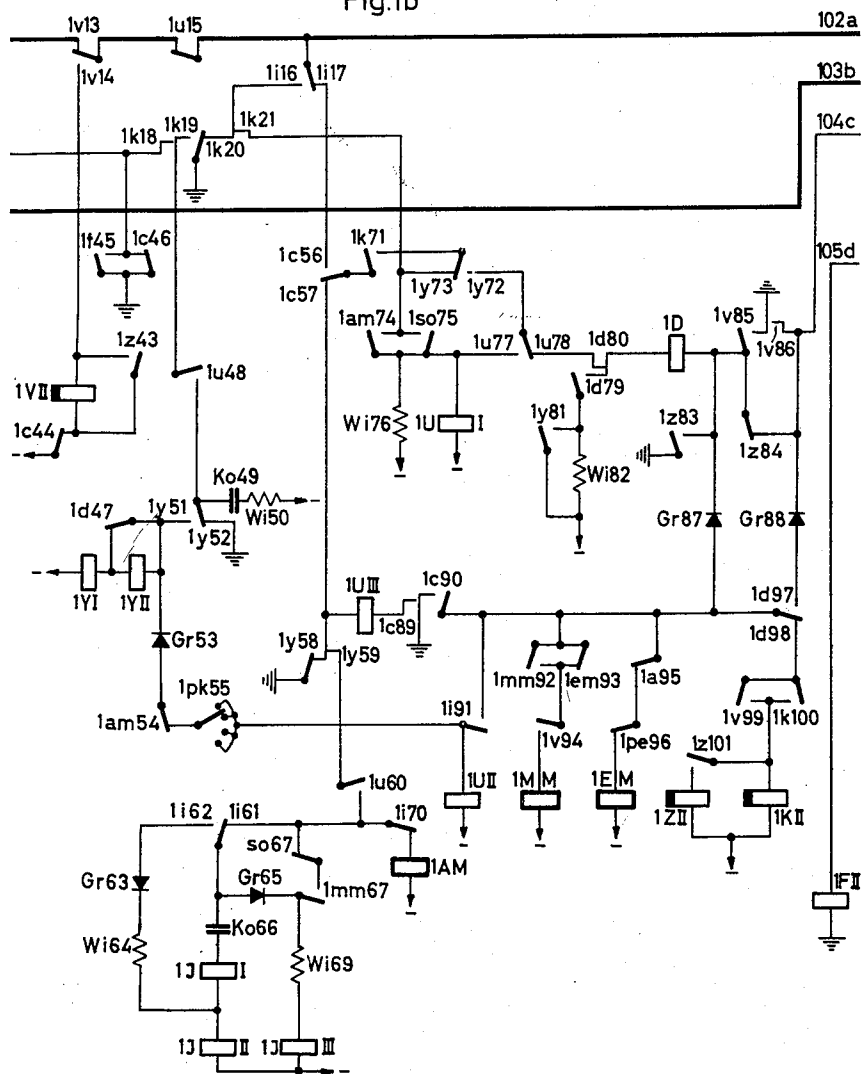 Fig.1b
1v13 1u15 102a
1v14 1i16 1i17
103b
1k18 1k19 1k21
1k20 104c
1f45 1c46 1c56 1k71 105d
1c57 1y73 1y72
1z43 1am74 1so75 1D 1v85
1u77 1u78 1d80 1v86
1VII 1u48 1d79
1c44 Wi76 1U I 1y81 1z83 1z84
Ko49 Wi82
1d47 1y51 Wi50 Gr87 Gr88
1y52
1YI 1YII 1UIII 1c90 1d97
Gr53 1y58 1y59 1c89 1d98
1pk55 1mm92 1em93 1a95
1am54 1i91 1v94 1pe96 1v99 1k100
1z101
1u60 1UII 1MM 1EM 1ZII 1KII
1i62 1i61 1i70
so67 1AM
Gr63 Gr65 1mm67 1FII
Ko66
Wi64 Wi69
1J I
1J II 1J III